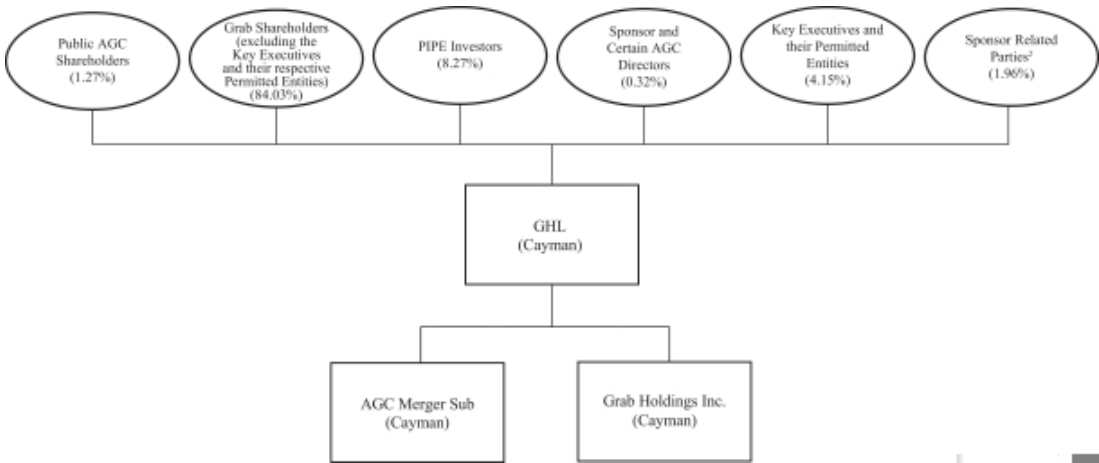 Public AGC
Shareholders
(1.27%)
Grab Shareholders
(excluding the
Key Executives
and their respective
Permitted Entities)
(84.03%)
PIPE Investors
(8.27%)
Sponsor and
Certain AGC
Directors
(0.32%)
Key Executives and
their Permitted
Entities
(4.15%)
Sponsor Related
Parties²
(1.96%)
GHL
(Cayman)
AGC Merger Sub
(Cayman)
Grab Holdings Inc.
(Cayman)